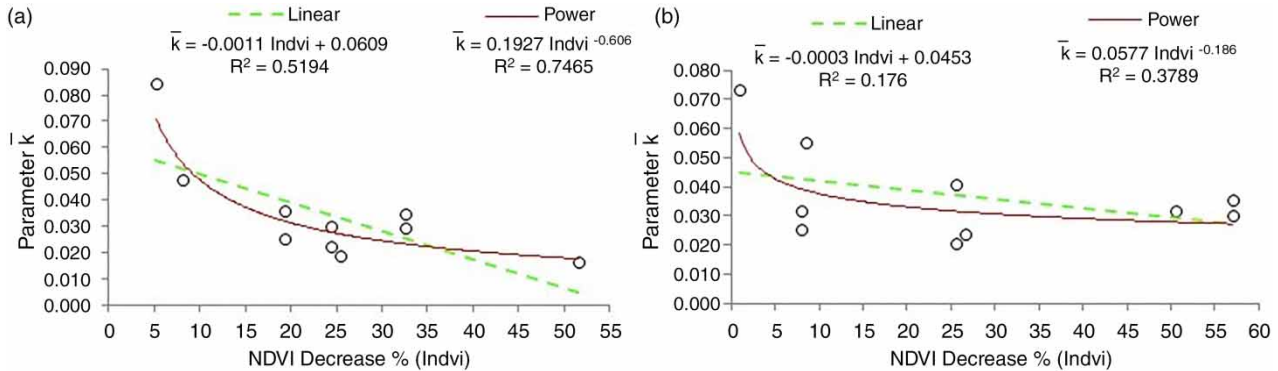 (a)
Linear
Power
k̅ = -0.0011 Indvi + 0.0609
R² = 0.5194
k̅ = 0.1927 Indvi -0.606
R² = 0.7465
0.090
0.080
0.070
0.060
0.050
0.040
0.030
0.020
0.010
0.000
Parameter k̅
0 5 10 15 20 25 30 35 40 45 50 55
NDVI Decrease % (Indvi)
(b)
Linear
Power
k̅ = -0.0003 Indvi + 0.0453
R² = 0.176
k̅ = 0.0577 Indvi -0.186
R² = 0.3789
0.080
0.070
0.060
0.050
0.040
0.030
0.020
0.010
0.000
Parameter k̅
0 5 10 15 20 25 30 35 40 45 50 55 60
NDVI Decrease % (Indvi)